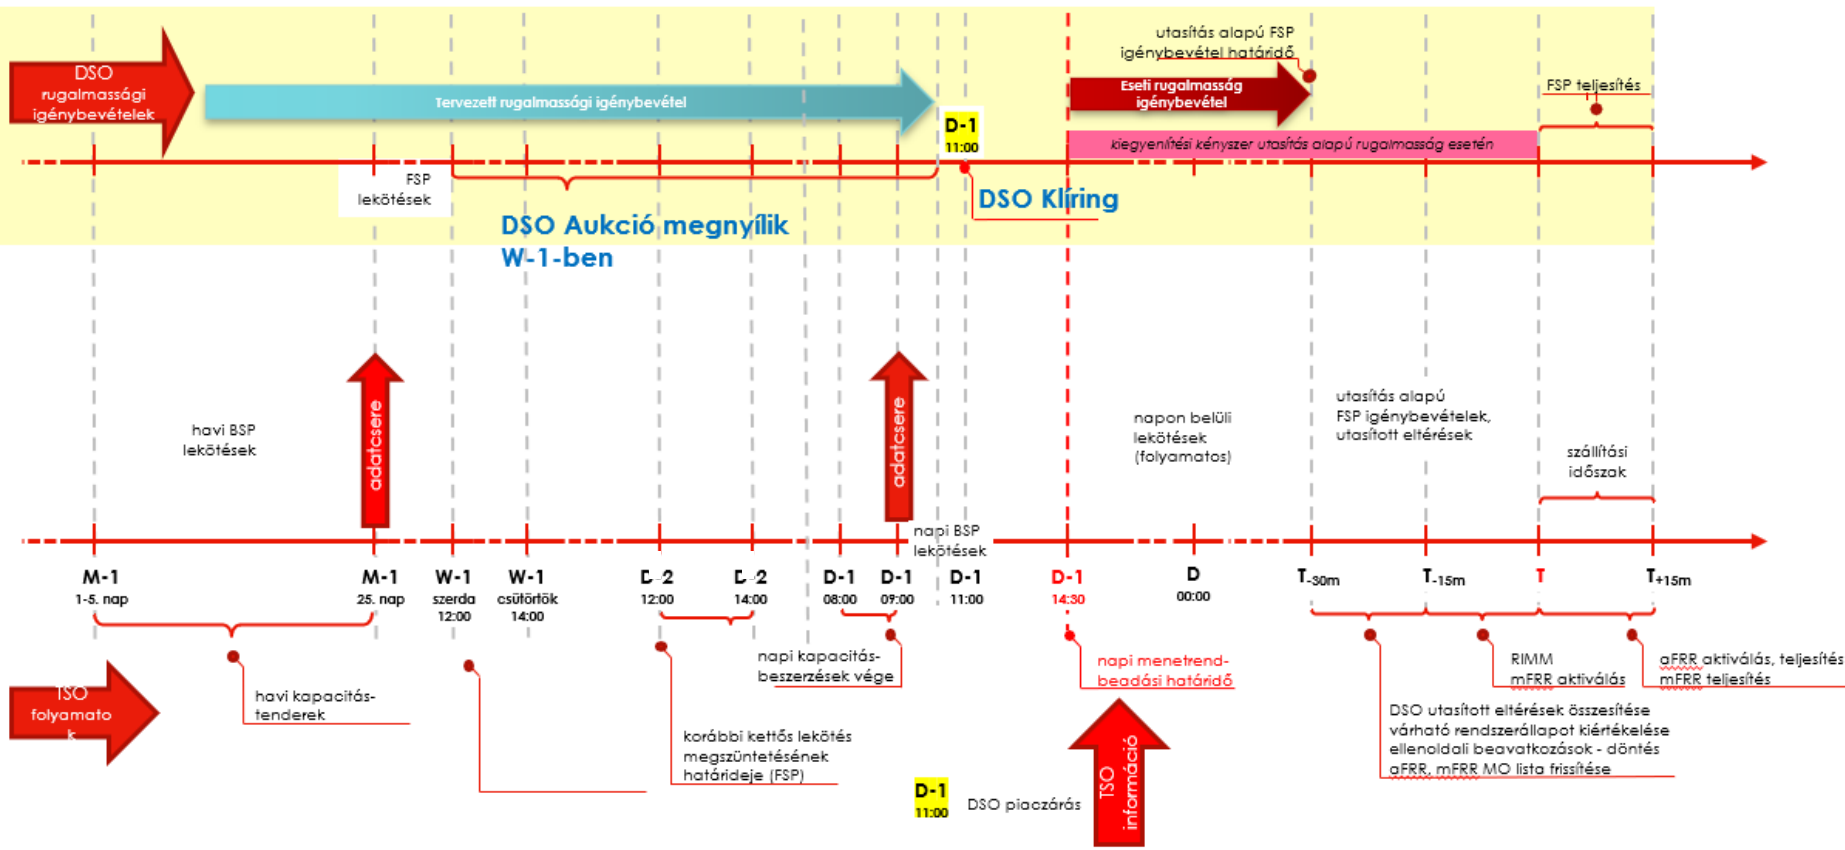 DSO
rugalmassági
igénybevételek
Tervezett rugalmassági igénybevétel
D-1
11:00
utasítás alapú FSP
igénybevétel határidő
Eseti rugalmasság
igénybevétel
FSP teljesítés
kiegyenlítési kényszer utasítás alapú rugalmasság esetén
FSP
lekötések
DSO Aukció megnyílik
W-1-ben
DSO Klíring
havi BSP
lekötések
adatcsere
adatcsere
napon belüli
lekötések
(folyamatos)
utasítás alapú
FSP igénybevételek,
utasított eltérések
szállítási
időszak
napi BSP
lekötések
M-1
1-5. nap
M-1
25. nap
W-1
szerda
12:00
W-1
csütörtök
14:00
D-2
12:00
D-2
14:00
D-1
08:00
D-1
09:00
D-1
11:00
D-1
14:30
D
00:00
T-30m
T-15m
T
T+15m
TSO
folyamato
k
havi kapacitás-
tenderek
korábbi kettős lekötés
megszüntetésének
határideje (FSP)
napi kapacitás-
beszerzések vége
napi menetrend-
beadási határidő
RIMM
mFRR aktiválás
aFRR aktiválás, teljesítés
mFRR teljesítés
DSO utasított eltérések összesítése
várható rendszerállapot kiértékelése
ellenoldali beavatkozások - döntés
aFRR, mFRR MO lista frissítése
D-1
11:00
DSO piaczárás
TSO
információ